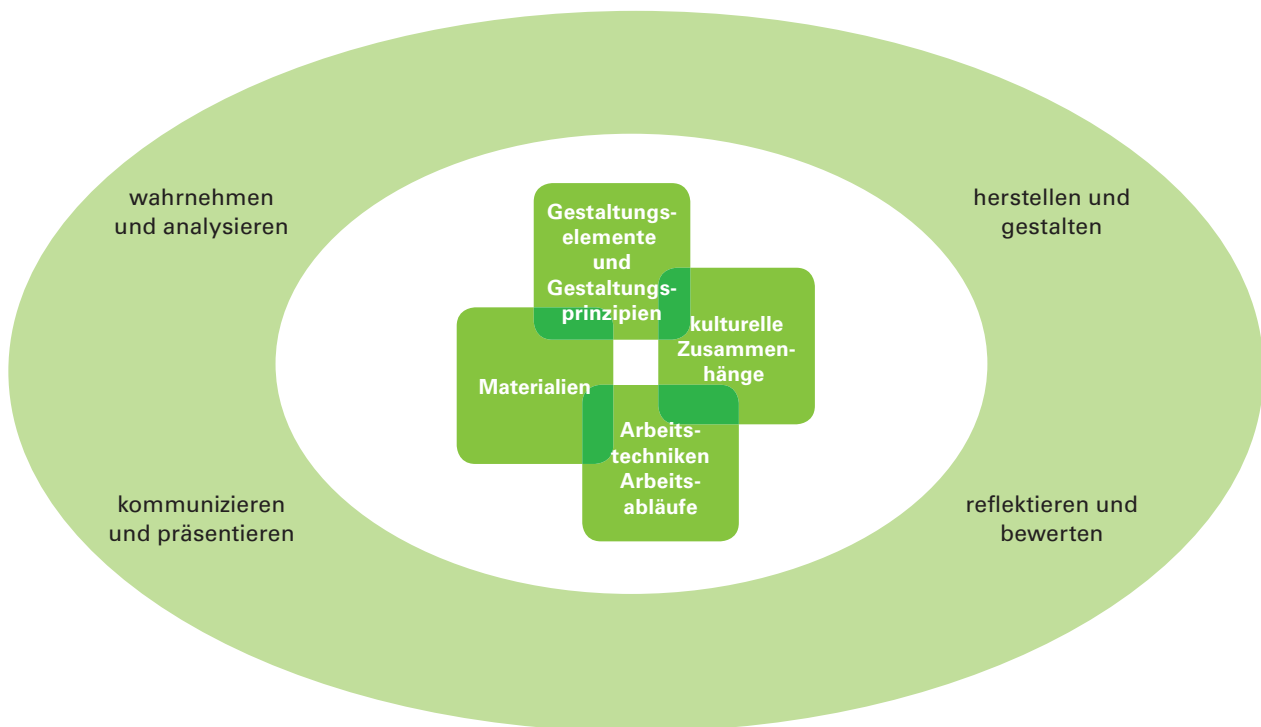 wahrnehmen
und analysieren
herstellen und
gestalten
Gestaltungs-
elemente
und
Gestaltungs-
prinzipien
kulturelle
Zusammen-
hänge
Materialien
Arbeits-
techniken
Arbeits-
abläufe
kommunizieren
und präsentieren
reflektieren und
bewerten